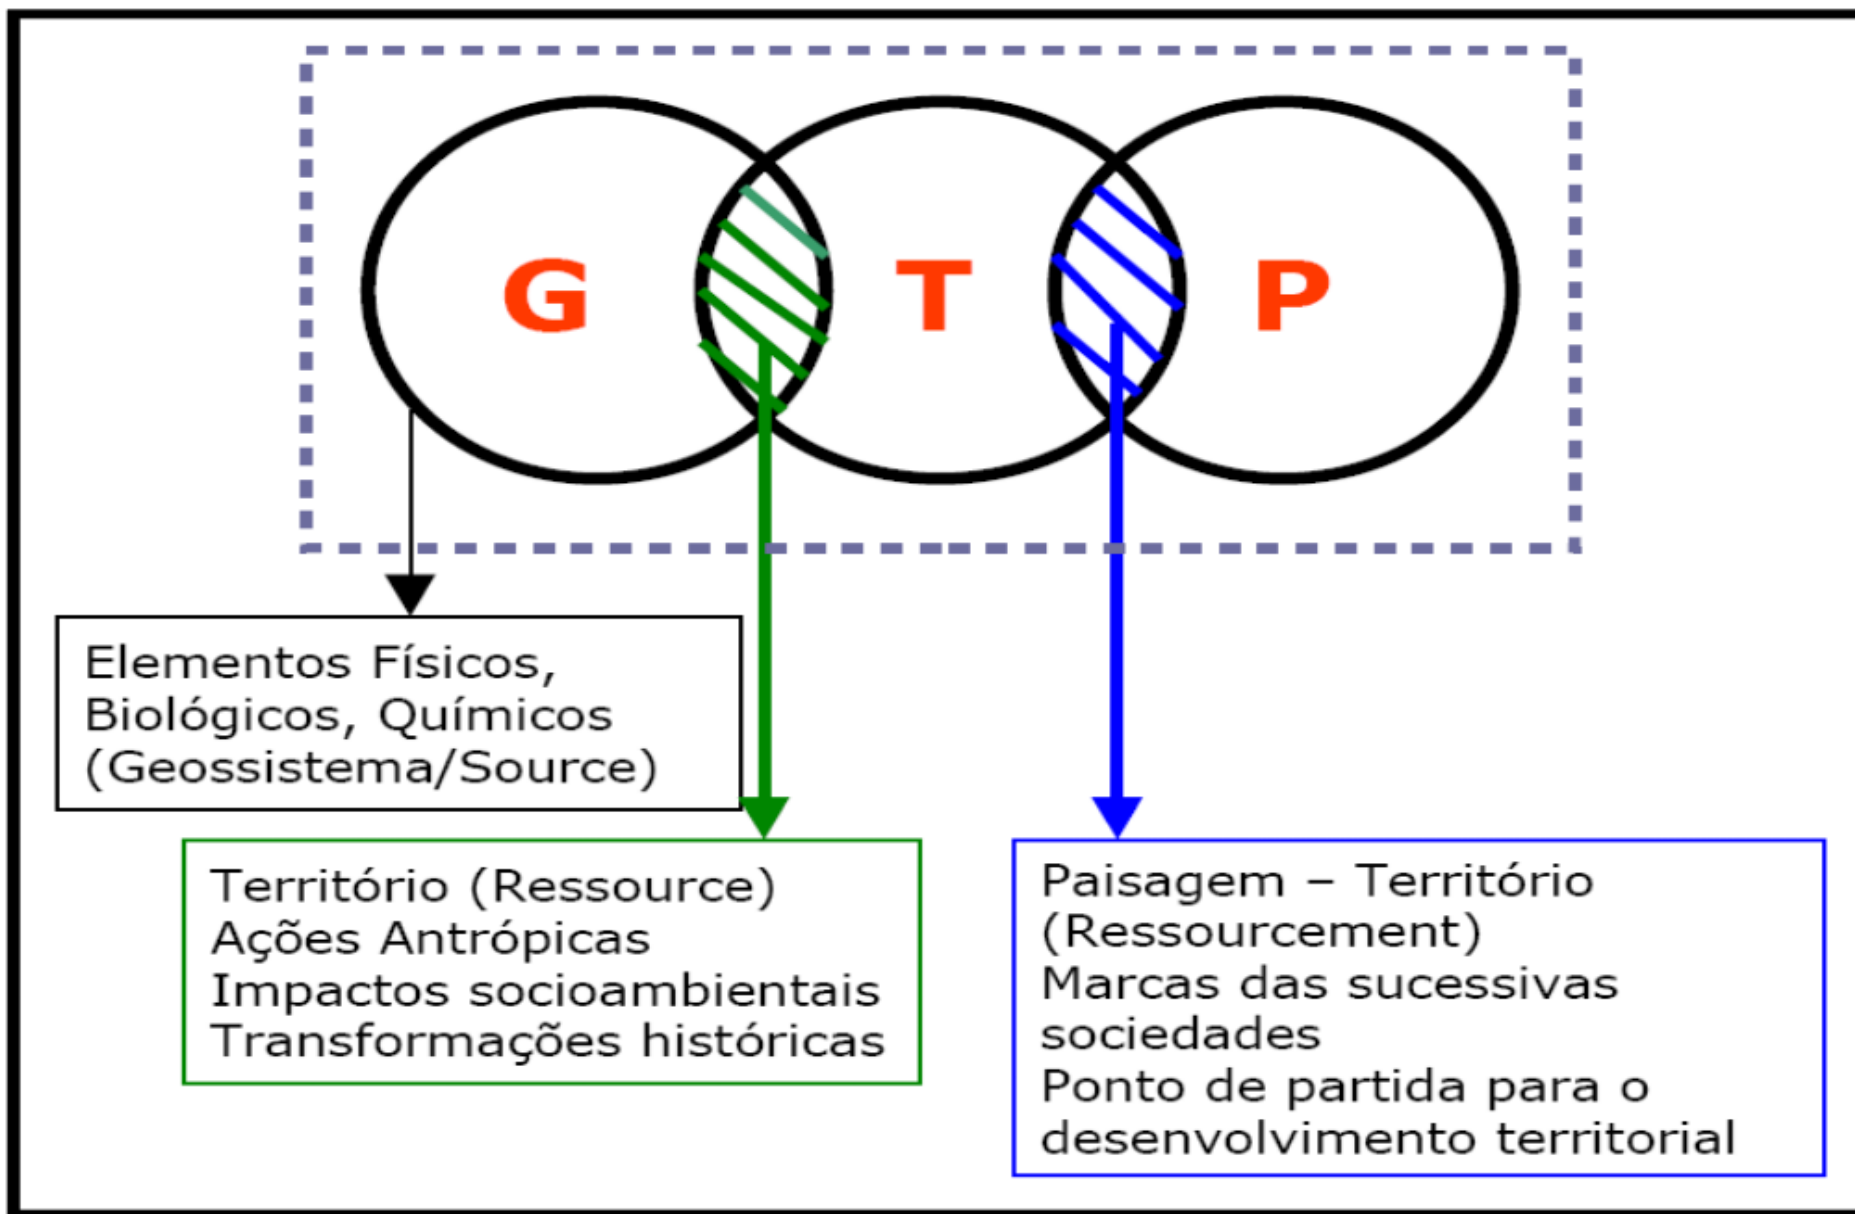 G T P
Elementos Físicos,
Biológicos, Químicos
(Geossistema/Source)
Território (Ressource)
Ações Antrópicas
Impactos socioambientais
Transformações históricas
Paisagem – Território
(Ressourcement)
Marcas das sucessivas
sociedades
Ponto de partida para o
desenvolvimento territorial